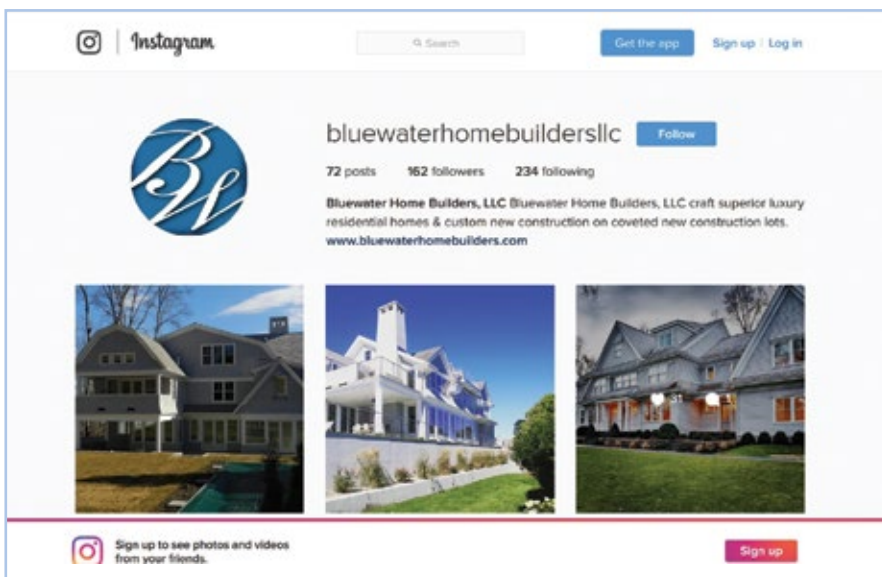 Instagram
Search
Get the app
Sign up / Log in
BW
bluewaterhomebuildersllc
Follow
72 posts 162 followers 234 following
Bluewater Home Builders, LLC Bluewater Home Builders, LLC craft superior luxury
residential homes & custom new construction on coveted new construction lots.
www.bluewaterhomebuilders.com
31
Sign up to see photos and videos
from your friends.
Sign up